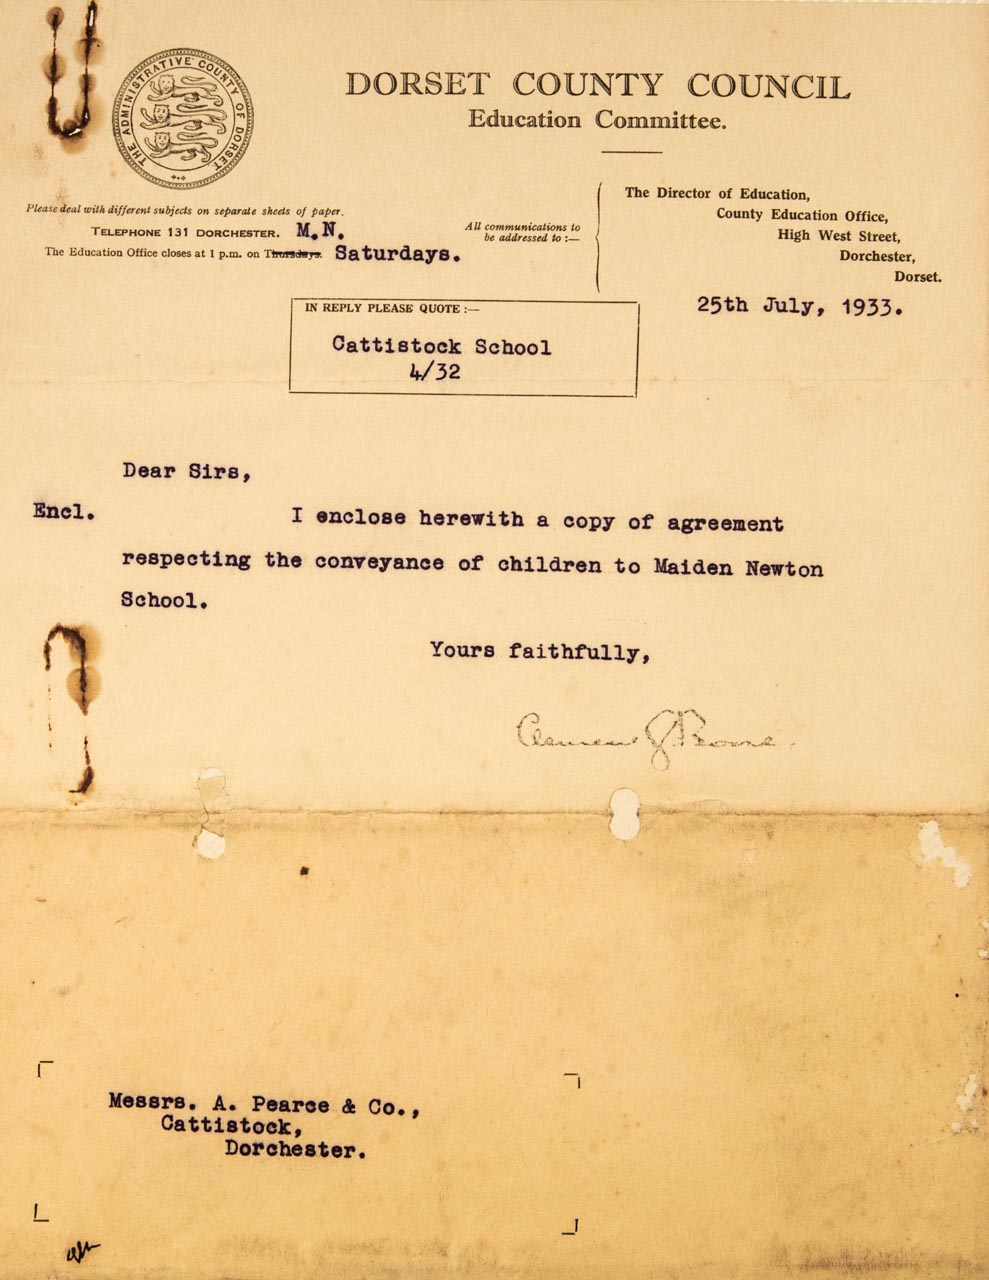 THE ADMINISTRATIVE COUNTY OF DORSET
DORSET COUNTY COUNCIL
Education Committee.
Please deal with different subjects on separate sheets of paper.
TELEPHONE 131 DORCHESTER. M.N.
The Education Office closes at 1 p.m. on Thursdays. Saturdays.
All communications to
be addressed to :—
The Director of Education,
County Education Office,
High West Street,
Dorchester,
Dorset.
25th July, 1933.
IN REPLY PLEASE QUOTE :—
Cattistock School
4/32
Dear Sirs,
Encl. I enclose herewith a copy of agreement
respecting the conveyance of children to Maiden Newton
School.
Yours faithfully,
Messrs. A. Pearce & Co.,
Cattistock,
Dorchester.